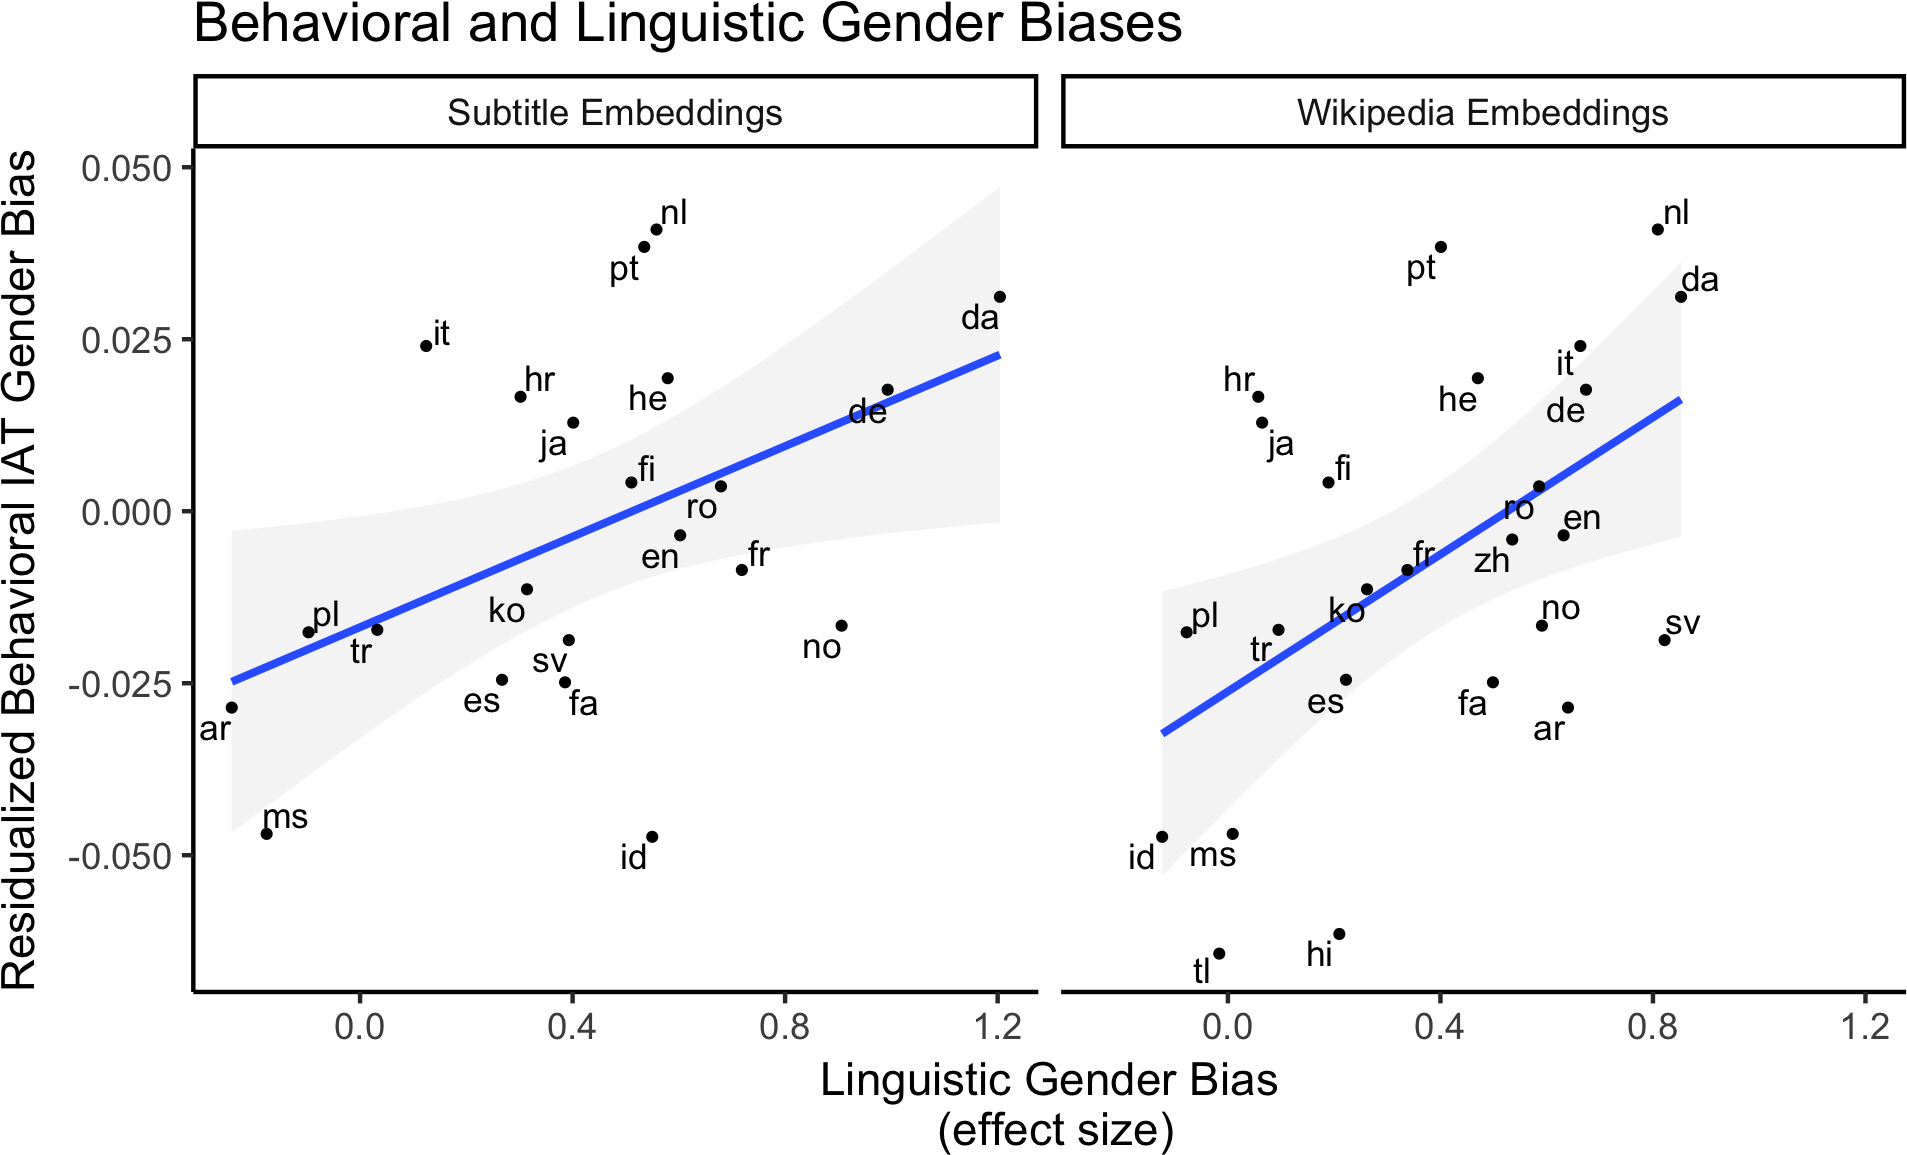 Behavioral and Linguistic Gender Biases
Subtitle Embeddings
Wikipedia Embeddings
Residualized Behavioral IAT Gender Bias
0.050
0.025
0.000
-0.025
-0.050
nl
pt
da
it
hr
he
de
ja
fi
ro
en
fr
ko
pl
tr
no
sv
es
fa
ar
ms
id
nl
pt
da
it
hr
he
de
ja
fi
ro
en
zh
fr
ko
no
pl
sv
tr
es
fa
ar
id
ms
hi
tl
0.0
0.4
0.8
1.2
0.0
0.4
0.8
1.2
Linguistic Gender Bias
(effect size)